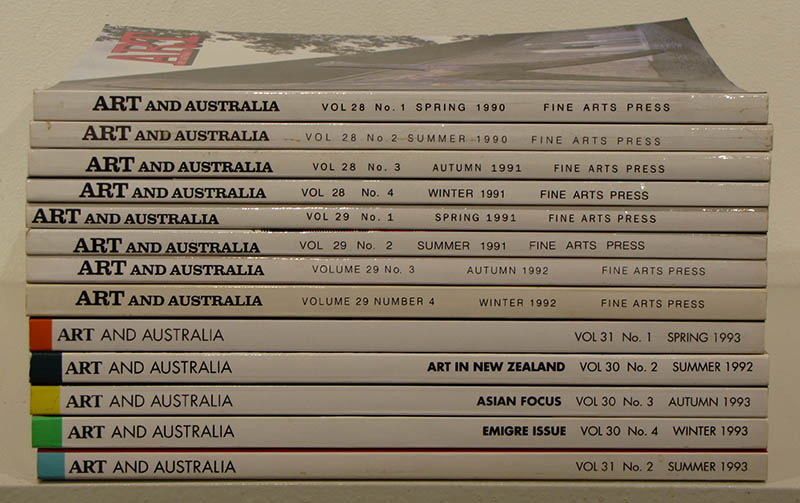 ART
ART AND AUSTRALIA VOL 28 No. 1 SPRING 1990 FINE ARTS PRESS
ART AND AUSTRALIA VOL 28 No. 2 SUMMER 1990 FINE ARTS PRESS
ART AND AUSTRALIA VOL 28 No. 3 AUTUMN 1991 FINE ARTS PRESS
ART AND AUSTRALIA VOL 28 No. 4 WINTER 1991 FINE ARTS PRESS
ART AND AUSTRALIA VOL 29 No. 1 SPRING 1991 FINE ARTS PRESS
ART AND AUSTRALIA VOL 29 No. 2 SUMMER 1991 FINE ARTS PRESS
ART AND AUSTRALIA VOLUME 29 No. 3 AUTUMN 1992 FINE ARTS PRESS
ART AND AUSTRALIA VOLUME 29 NUMBER 4 WINTER 1992 FINE ARTS PRESS
ART AND AUSTRALIA VOL 31 No. 1 SPRING 1993
ART AND AUSTRALIA ART IN NEW ZEALAND VOL 30 No. 2 SUMMER 1992
ART AND AUSTRALIA ASIAN FOCUS VOL 30 No. 3 AUTUMN 1993
ART AND AUSTRALIA EMIGRE ISSUE VOL 30 No. 4 WINTER 1993
ART AND AUSTRALIA VOL 31 No. 2 SUMMER 1993